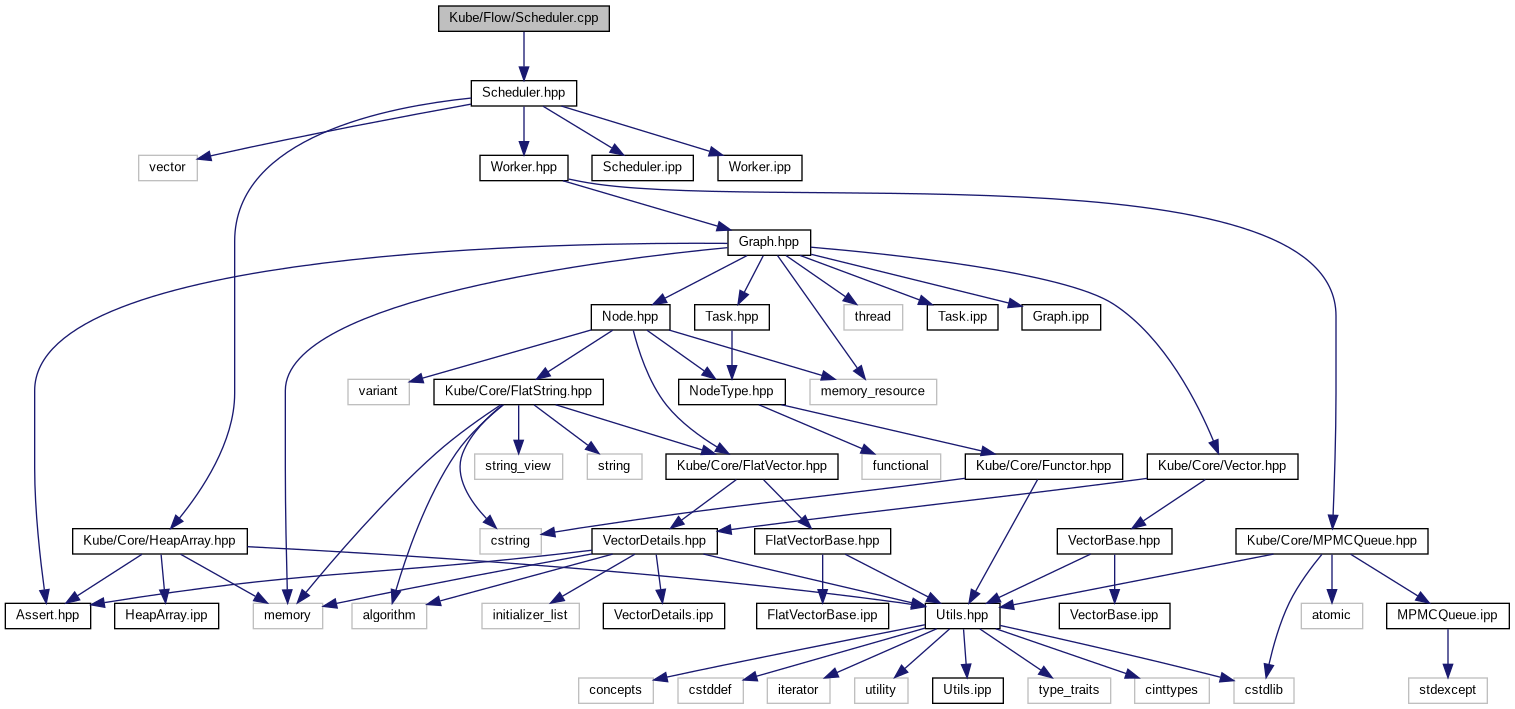 Kube/Flow/Scheduler.cpp
Scheduler.hpp
vector
Worker.hpp
Scheduler.ipp
Worker.ipp
Graph.hpp
Node.hpp
Task.hpp
thread
Task.ipp
Graph.ipp
variant
Kube/Core/FlatString.hpp
NodeType.hpp
memory_resource
string_view
string
Kube/Core/FlatVector.hpp
functional
Kube/Core/Functor.hpp
Kube/Core/Vector.hpp
Kube/Core/HeapArray.hpp
cstring
VectorDetails.hpp
FlatVectorBase.hpp
VectorBase.hpp
Kube/Core/MPMCQueue.hpp
Assert.hpp
HeapArray.ipp
memory
algorithm
initializer_list
VectorDetails.ipp
FlatVectorBase.ipp
Utils.hpp
VectorBase.ipp
atomic
MPMCQueue.ipp
concepts
cstddef
iterator
utility
Utils.ipp
type_traits
cinttypes
cstdlib
stdexcept